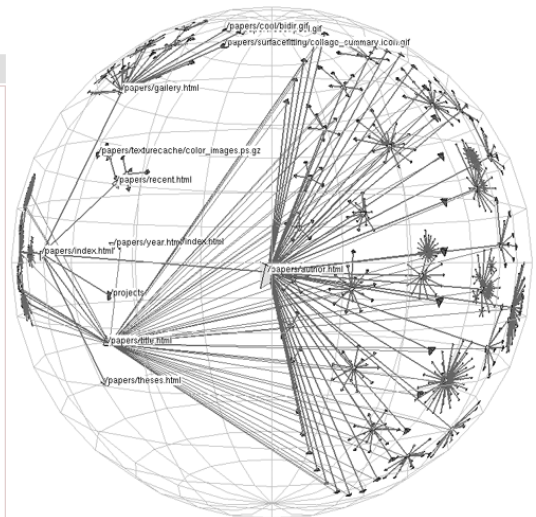 /papers/cool/bidir.gif
.gif
/papers/surfacefitting/collage_summary.icon.gif
/papers/gallery.html
/papers/texturecache/color_images.ps.gz
/papers/recent.html
/papers/year.html
index.html
/papers/index.html
/papers/author.html
/projects
/papers/title.html
/papers/theses.html